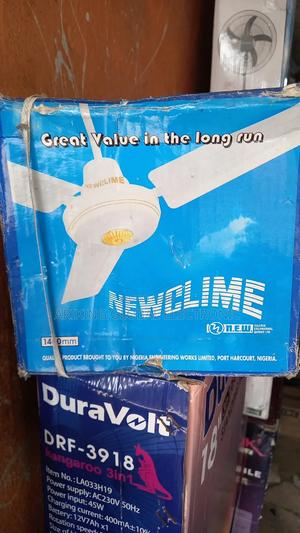 Great Value in the long run
NEWCLIME
NEWCLIME
n.e.w
1400mm
QUALITY PRODUCT BROUGHT TO YOU BY NIGERIA ENGINEERING WORKS LIMITED, PORT HARCOURT, NIGERIA.
DuraVolt
DRF-3918
kangaroo 3in1
Item No.: LA033H19
Power supply: AC230V 50Hz
Power input: 45W
Charging current: 400mA±10%
Battery: 12V7Ah x1
18